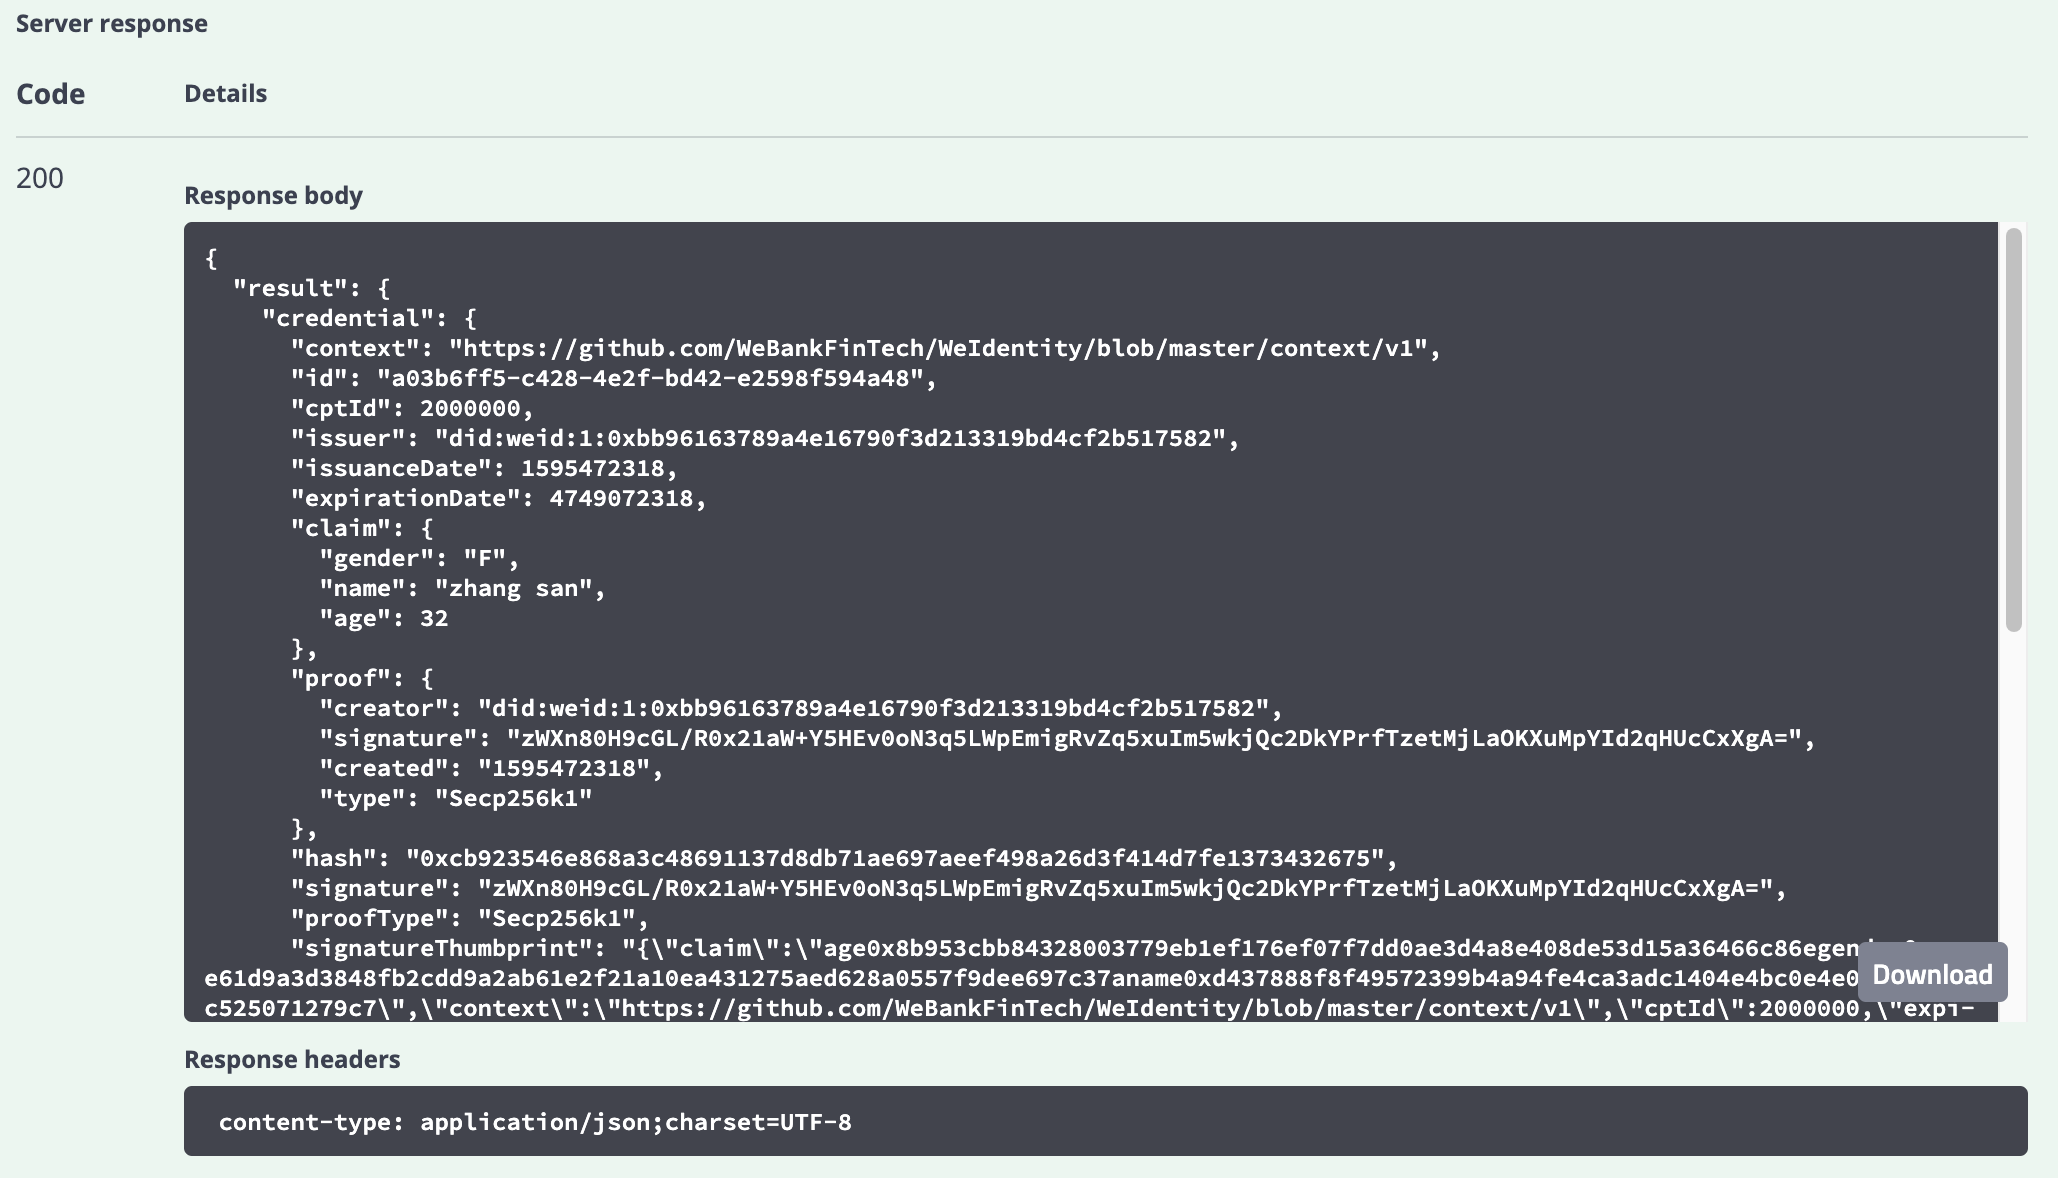 Server response
Code Details
200
Response body
{
  "result": {
    "credential": {
      "context": "https://github.com/WeBankFinTech/WeIdentity/blob/master/context/v1",
      "id": "a03b6ff5-c428-4e2f-bd42-e2598f594a48",
      "cptId": 2000000,
      "issuer": "did:weid:1:0xbb96163789a4e16790f3d213319bd4cf2b517582",
      "issuanceDate": 1595472318,
      "expirationDate": 4749072318,
      "claim": {
        "gender": "F",
        "name": "zhang san",
        "age": 32
      },
      "proof": {
        "creator": "did:weid:1:0xbb96163789a4e16790f3d213319bd4cf2b517582",
        "signature": "zWXn80H9cGL/R0x21aW+Y5HEv0oN3q5LWpEmigRvZq5xuIm5wkjQc2DkYPrfTzetMjLaOKXuMpYId2qHUcCxXgA=",
        "created": "1595472318",
        "type": "Secp256k1"
      },
      "hash": "0xcb923546e868a3c48691137d8db71ae697aeef498a26d3f414d7fe1373432675",
      "signature": "zWXn80H9cGL/R0x21aW+Y5HEv0oN3q5LWpEmigRvZq5xuIm5wkjQc2DkYPrfTzetMjLaOKXuMpYId2qHUcCxXgA=",
      "proofType": "Secp256k1",
      "signatureThumbprint": "{\"claim\":\"age0x8b953cbb84328003779eb1ef176ef07f7dd0ae3d4a8e408de53d15a36466c86egen
e61d9a3d3848fb2cdd9a2ab61e2f21a10ea431275aed628a0557f9dee697c37aname0xd437888f8f49572399b4a94fe4ca3adc1404e4bc0e4e0
Download
c525071279c7\",\"context\":\"https://github.com/WeBankFinTech/WeIdentity/blob/master/context/v1\",\"cptId\":2000000,\"expi-
Response headers
content-type: application/json;charset=UTF-8